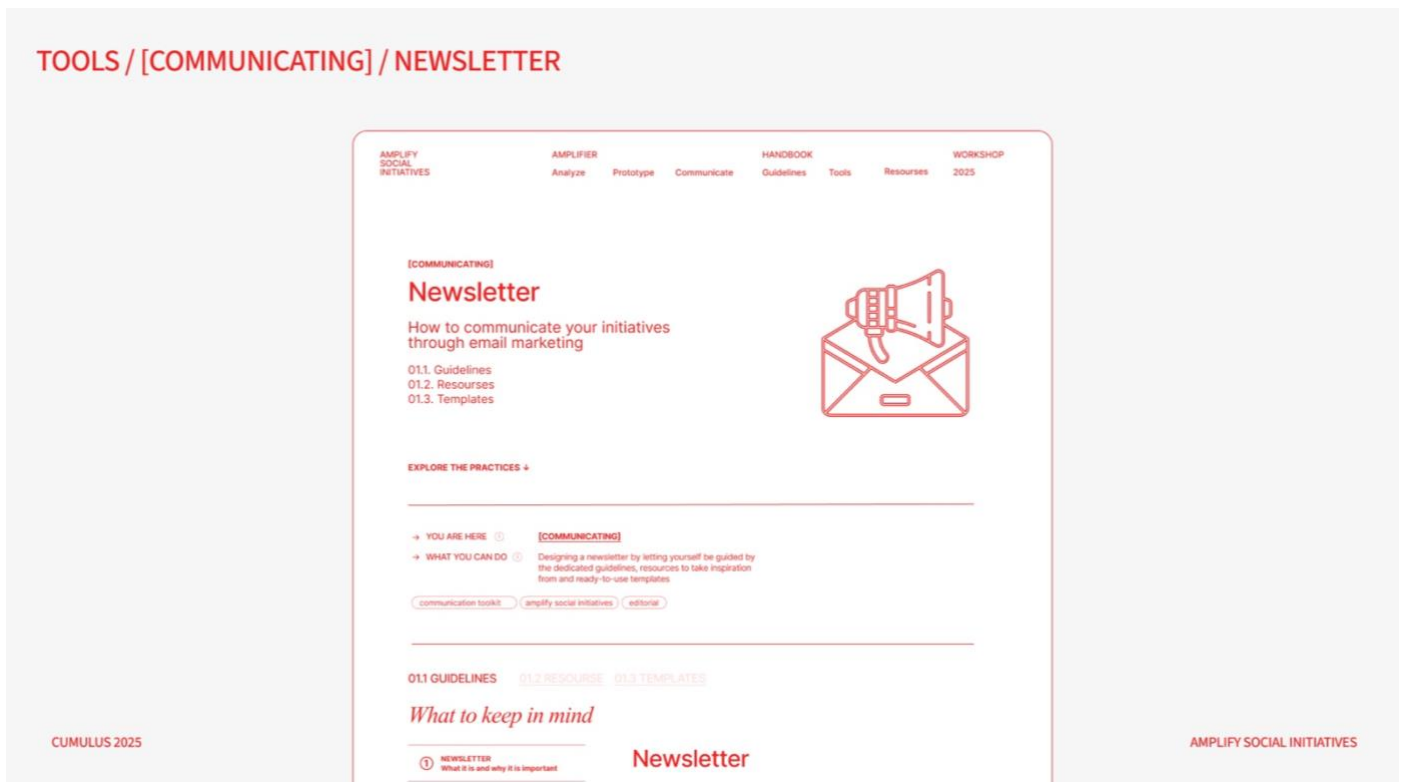 TOOLS / [COMMUNICATING] / NEWSLETTER
AMPLIFY
SOCIAL
INITIATIVES
AMPLIFIER
Analyze Prototype Communicate
HANDBOOK
Guidelines Tools Resourses
WORKSHOP
2025
[COMMUNICATING]
Newsletter
How to communicate your initiatives
through email marketing
01.1. Guidelines
01.2. Resourses
01.3. Templates
EXPLORE THE PRACTICES ↓
→ YOU ARE HERE ① [COMMUNICATING]
→ WHAT YOU CAN DO Designing a newsletter by letting yourself be guided by
the dedicated guidelines, resources to take inspiration
from and ready-to-use templates
communication toolkit amplify social initiatives editorial
01.1 GUIDELINES 01.2 RESOURSE 01.3 TEMPLATES
What to keep in mind
① NEWSLETTER
What it is and why it is important
Newsletter
CUMULUS 2025
AMPLIFY SOCIAL INITIATIVES